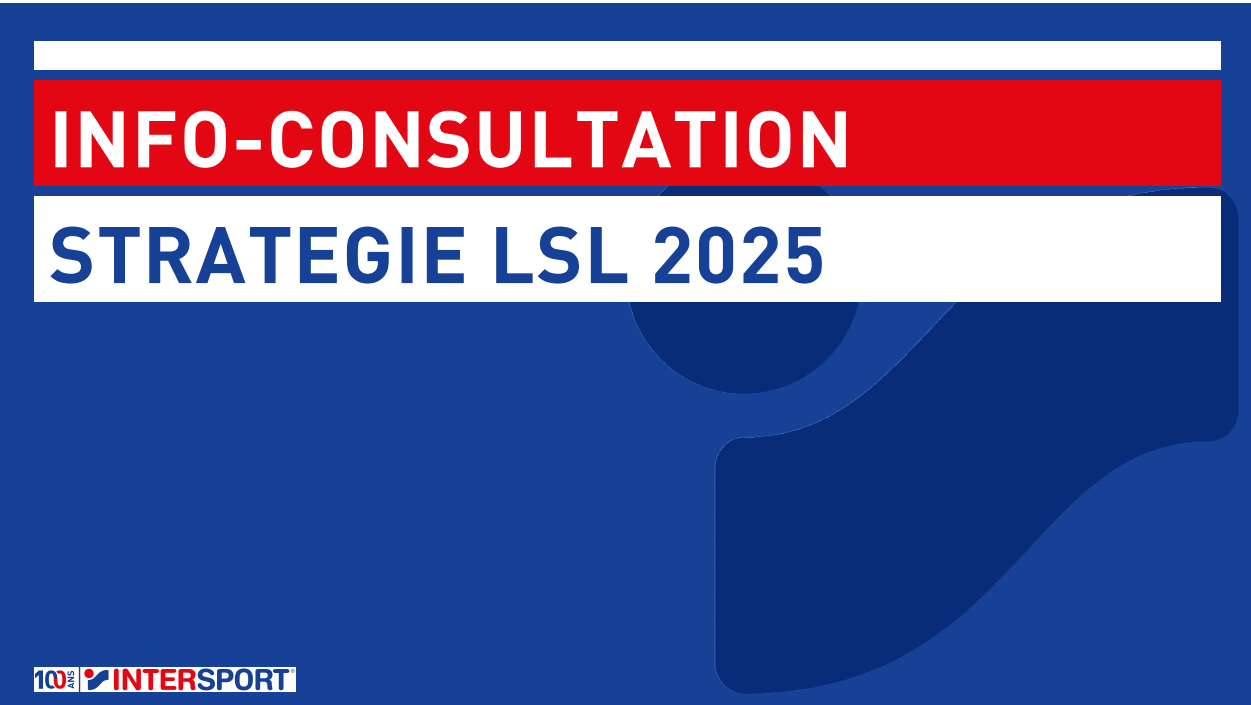 INFO-CONSULTATION
STRATEGIE LSL 2025
100 ANS INTERSPORT